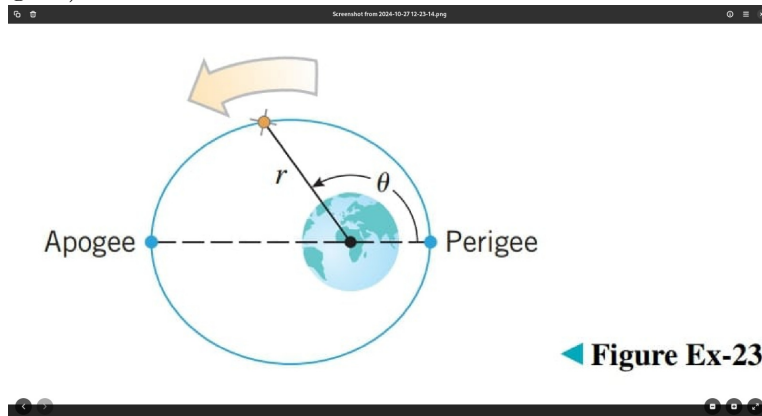 Screenshot from 2024-10-27 12-23-14.png
r
θ
Apogee
Perigee
Figure Ex-23